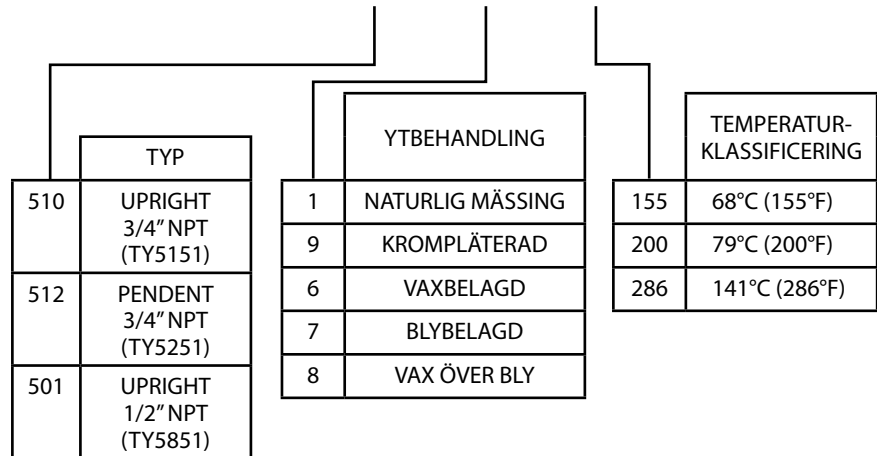 TYP
510 UPRIGHT
3/4” NPT
(TY5151)
512 PENDENT
3/4” NPT
(TY5251)
501 UPRIGHT
1/2” NPT
(TY5851)
YTBEHANDLING
1 NATURLIG MÄSSING
9 KROMPLÄTERAD
6 VAXBELAGD
7 BLYBELAGD
8 VAX ÖVER BLY
TEMPERATUR-
KLASSIFICERING
155 68°C (155°F)
200 79°C (200°F)
286 141°C (286°F)